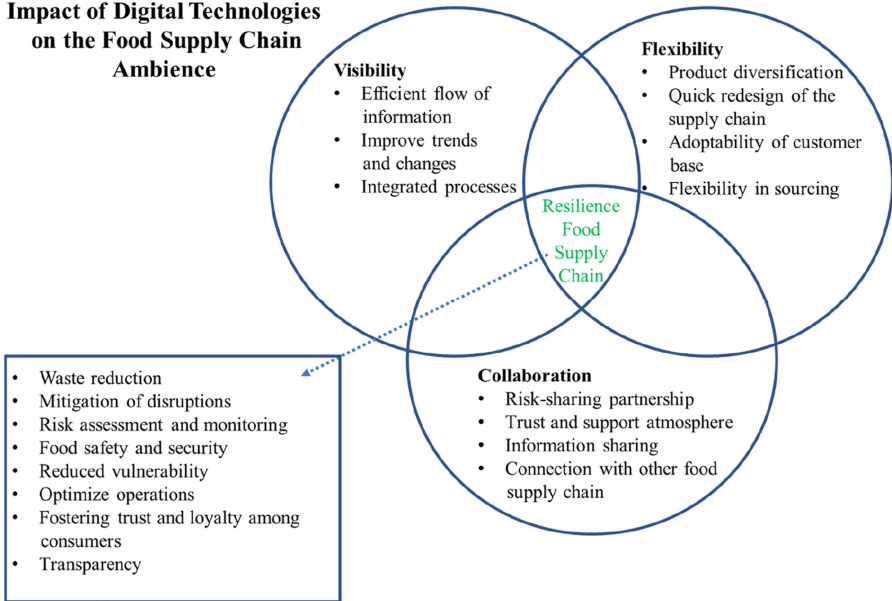 Impact of Digital Technologies
on the Food Supply Chain
Ambience
Visibility
• Efficient flow of
information
• Improve trends
and changes
• Integrated processes
Flexibility
• Product diversification
• Quick redesign of the
supply chain
• Adoptability of customer
base
• Flexibility in sourcing
Resilience
Food
Supply
Chain
Collaboration
• Risk-sharing partnership
• Trust and support atmosphere
• Information sharing
• Connection with other food
supply chain
• Waste reduction
• Mitigation of disruptions
• Risk assessment and monitoring
• Food safety and security
• Reduced vulnerability
• Optimize operations
• Fostering trust and loyalty among
consumers
• Transparency